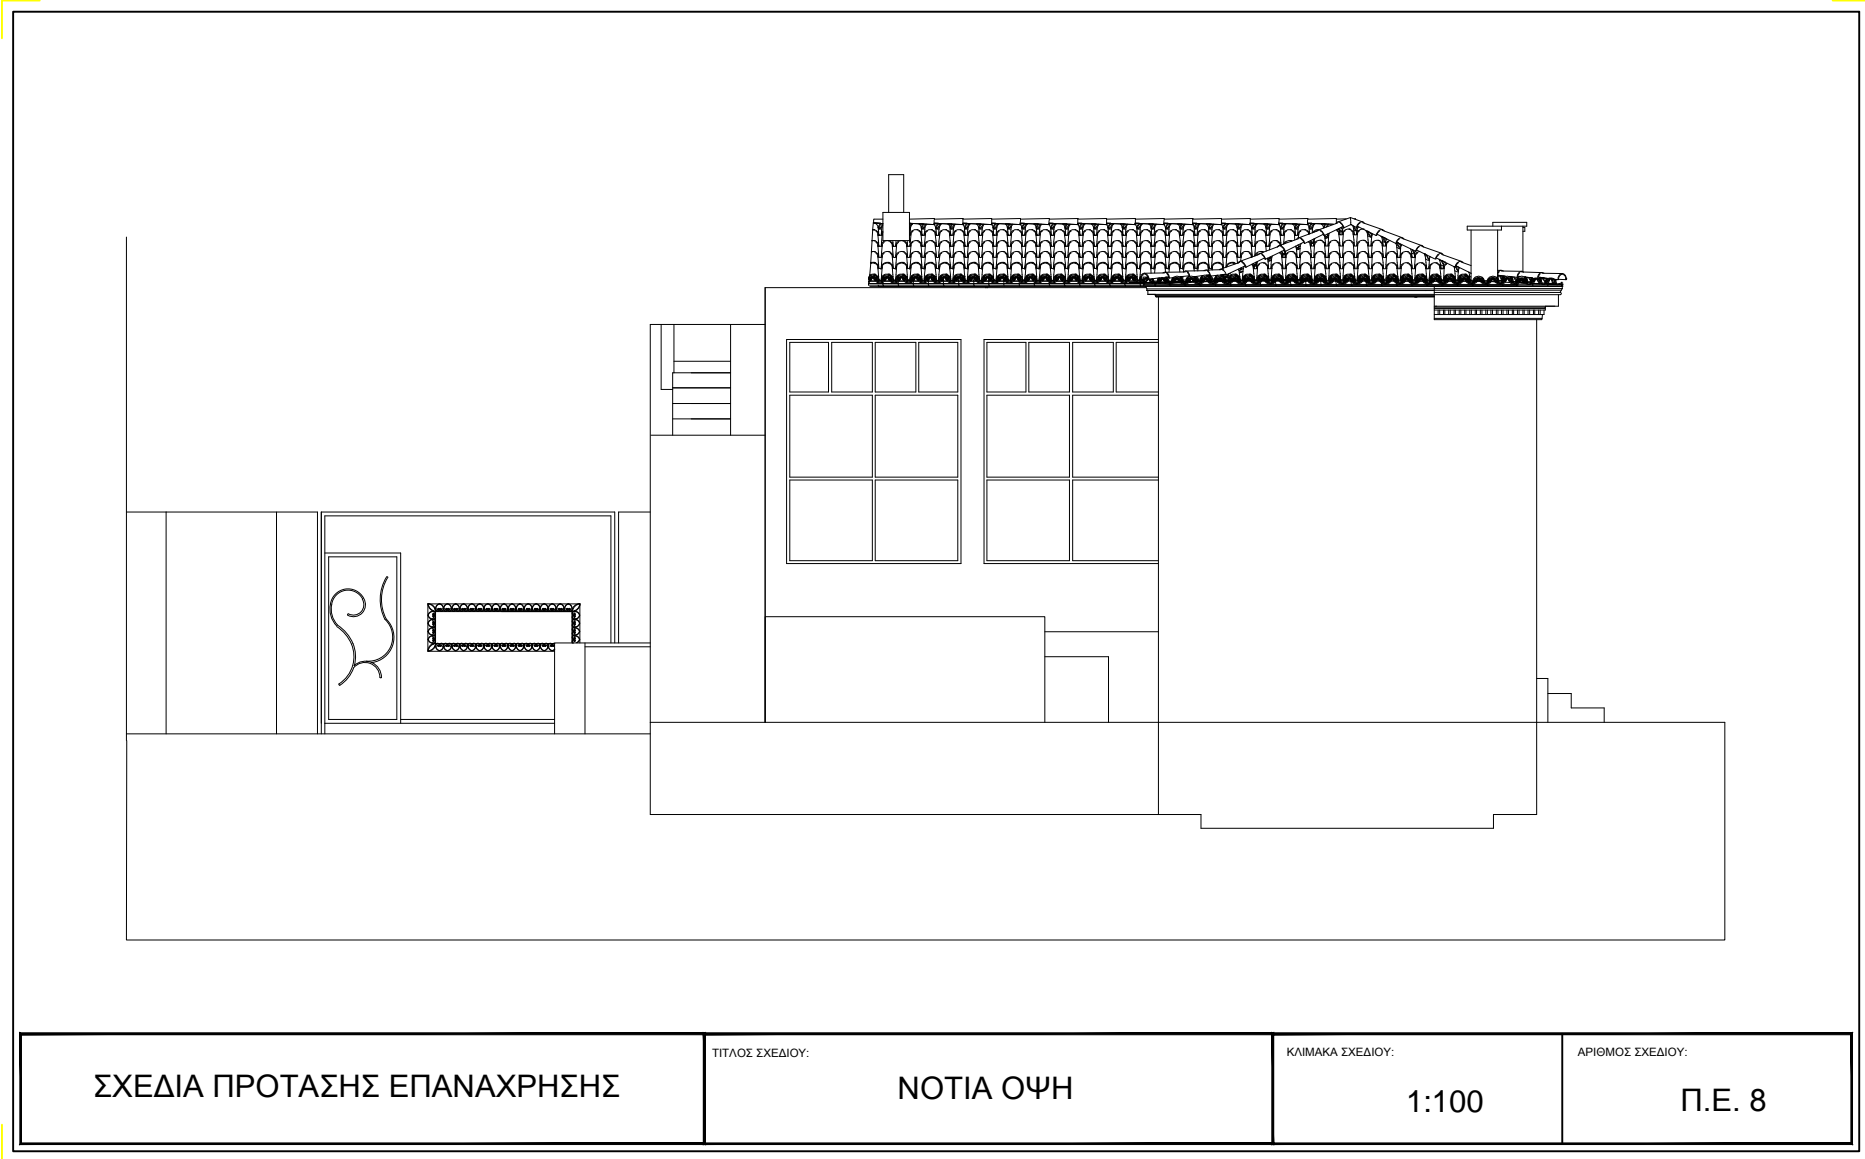 ΣΧΕΔΙΑ ΠΡΟΤΑΣΗΣ ΕΠΑΝΑΧΡΗΣΗΣ
ΤΙΤΛΟΣ ΣΧΕΔΙΟΥ:
ΝΟΤΙΑ ΟΨΗ
ΚΛΙΜΑΚΑ ΣΧΕΔΙΟΥ:
1:100
ΑΡΙΘΜΟΣ ΣΧΕΔΙΟΥ:
Π.Ε. 8